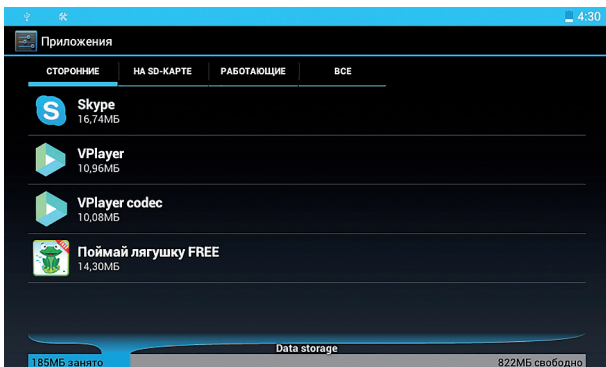 4:30
Приложения
СТОРОННИЕ НА SD-КАРТЕ РАБОТАЮЩИЕ ВСЕ
Skype
16,74МБ
VPlayer
10,96МБ
VPlayer codec
10,08МБ
Поймай лягушку FREE
14,30МБ
Data storage
185МБ занято 822МБ свободно